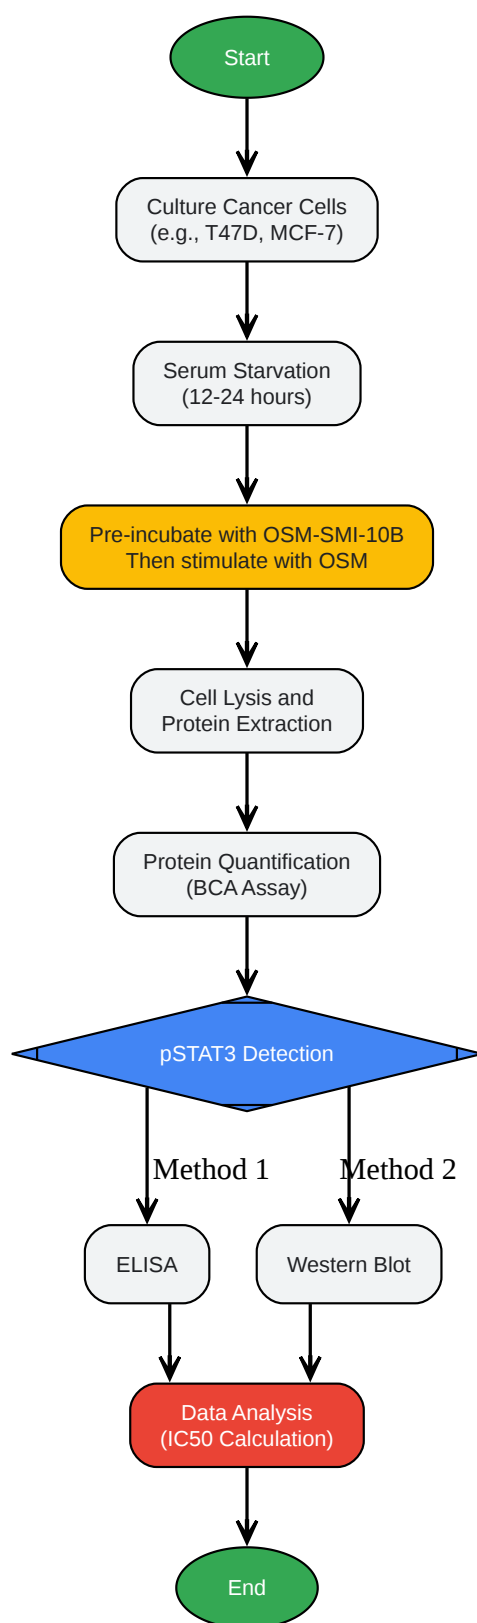 Start
Culture Cancer Cells
(e.g., T47D, MCF-7)
Serum Starvation
(12-24 hours)
Pre-incubate with OSM-SMI-10B
Then stimulate with OSM
Cell Lysis and
Protein Extraction
Protein Quantification
(BCA Assay)
pSTAT3 Detection
Method 1
Method 2
ELISA
Western Blot
Data Analysis
(IC50 Calculation)
End